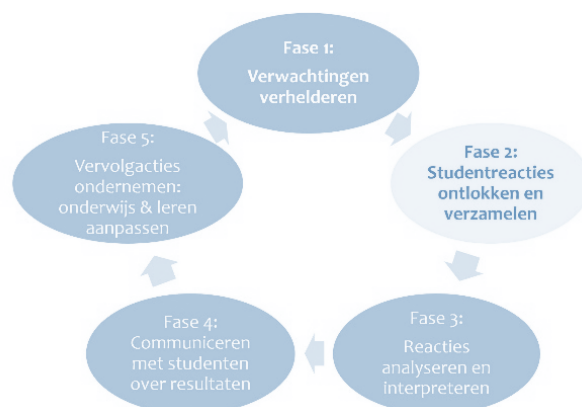 Fase 1:
Verwachtingen
verhelderen
Fase 2:
Studentreacties
ontlokken en
verzamelen
Fase 3:
Reacties
analyseren en
interpreteren
Fase 4:
Communiceren
met studenten
over resultaten
Fase 5:
Vervolgacties
ondernemen:
onderwijs & leren
aanpassen